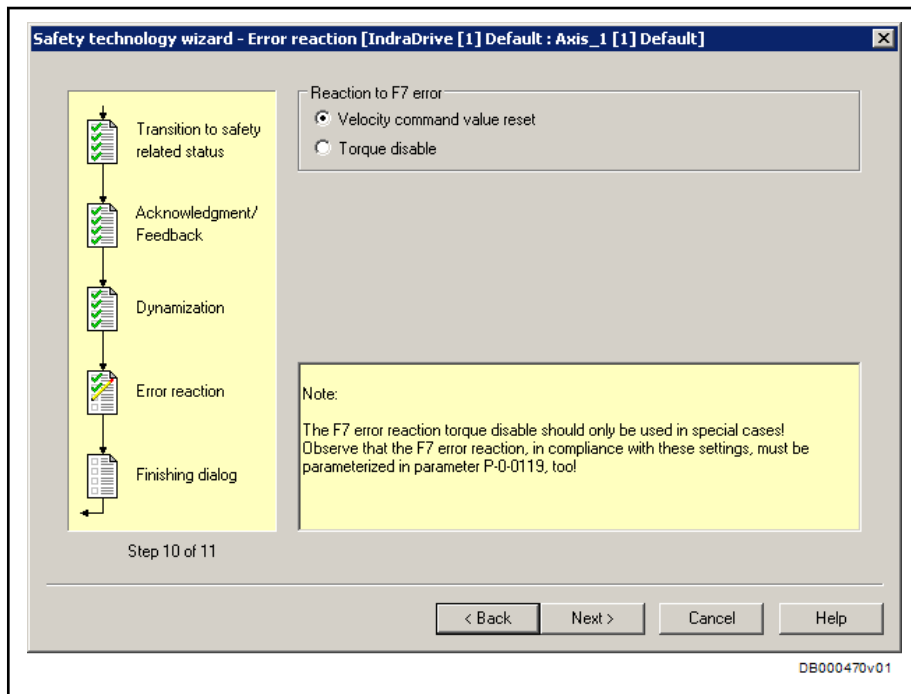 Safety technology wizard - Error reaction [IndraDrive [1] Default : Axis_1 [1] Default]
Transition to safety
related status
Acknowledgment/
Feedback
Dynamization
Error reaction
Finishing dialog
Step 10 of 11
Reaction to F7 error
Velocity command value reset
Torque disable
Note:
The F7 error reaction torque disable should only be used in special cases!
Observe that the F7 error reaction, in compliance with these settings, must be
parameterized in parameter P-0-0119, too!
< Back
Next >
Cancel
Help
DB000470v01